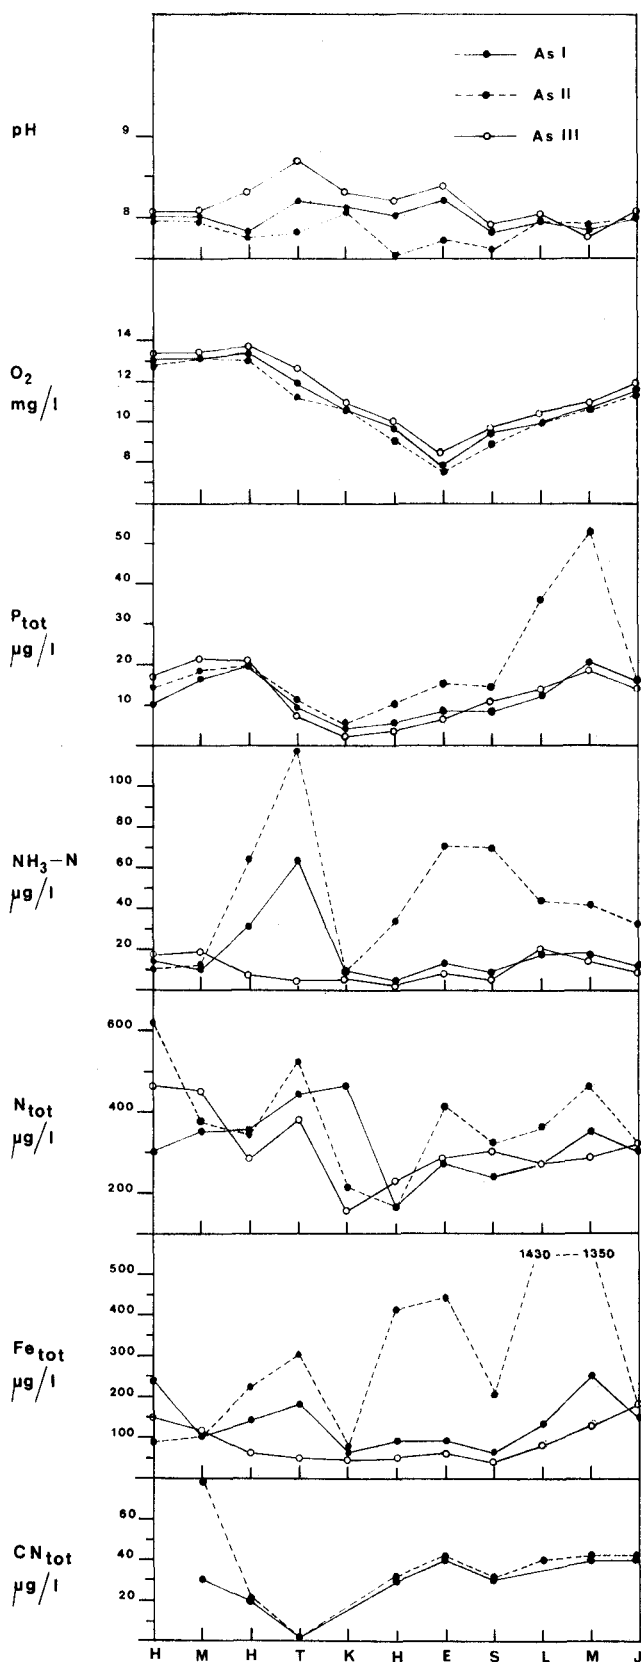 As I
As II
As III
pH
9
8
O2
mg/l
14
12
10
8
Ptot
µg/l
50
40
30
20
10
NH3-N
µg/l
100
80
60
40
20
Ntot
µg/l
600
400
200
Fetot
µg/l
500
400
300
200
100
1430
1350
CNtot
µg/l
60
40
20
H M H T K H E S L M J